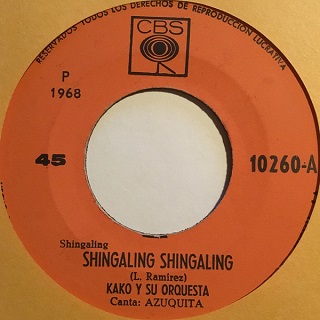 RESERVADOS TODOS LOS DERECHOS DE REPRODUCCION LUCRATIVA
CBS
P
1968
45
10260-A
Shingaling
SHINGALING SHINGALING
(L. Ramirez)
KAKO Y SU ORQUESTA
Canta: AZUQUITA